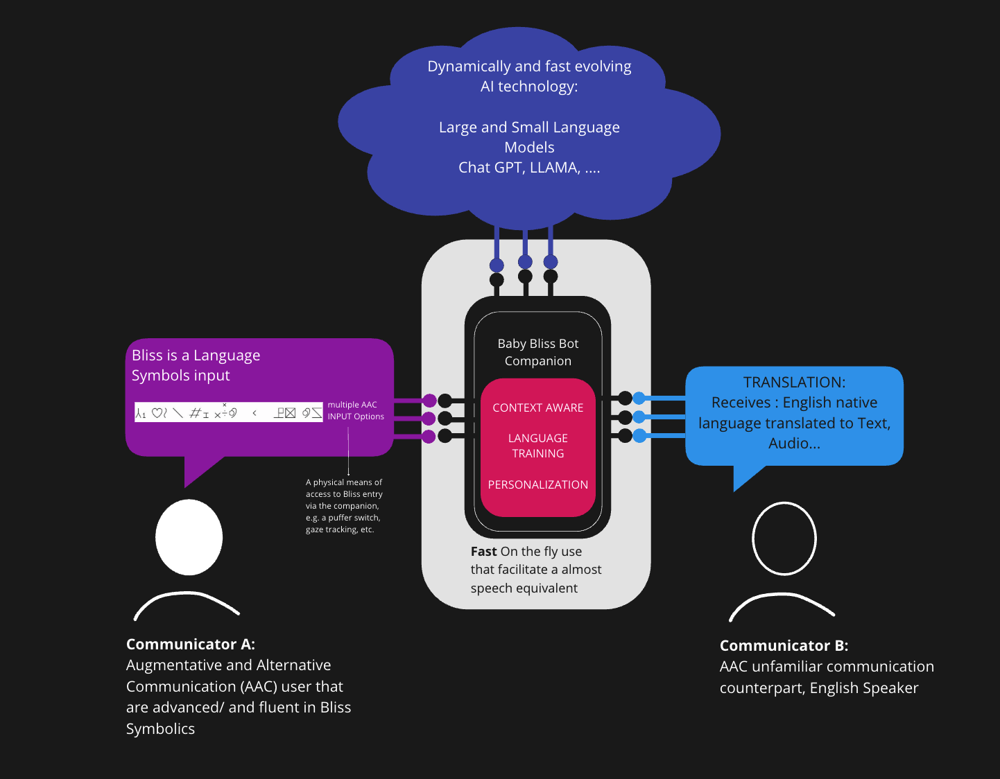 Dynamically and fast evolving
AI technology:
Large and Small Language
Models
Chat GPT, LLAMA, ....
Baby Bliss Bot
Companion
CONTEXT AWARE
LANGUAGE
TRAINING
PERSONALIZATION
Fast On the fly use
that facilitate a almost
speech equivalent
Bliss is a Language
Symbols input
multiple AAC
INPUT Options
A physical means of
access to Bliss entry
via the companion,
e.g. a puffer switch,
gaze tracking, etc.
TRANSLATION:
Receives : English native
language translated to Text,
Audio...
Communicator A:
Augmentative and Alternative
Communication (AAC) user that
are advanced/ and fluent in Bliss
Symbolics
Communicator B:
AAC unfamiliar communication
counterpart, English Speaker